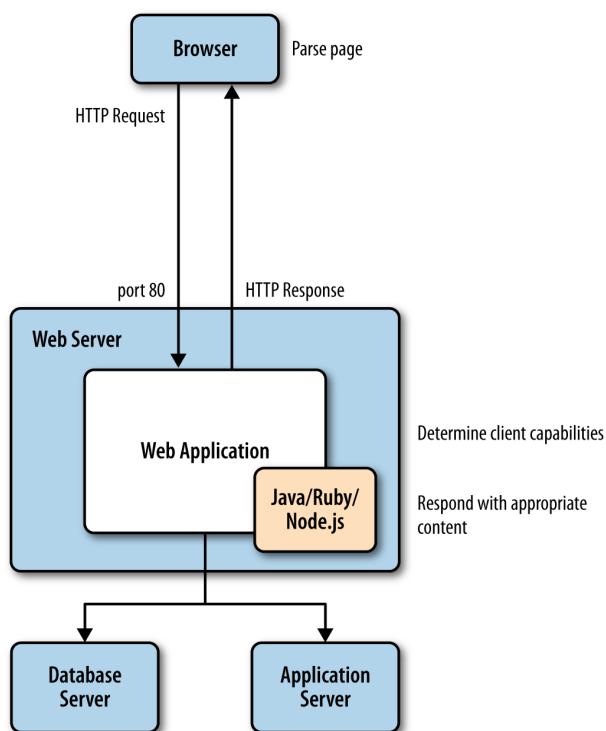 Browser
Parse page
HTTP Request
port 80
HTTP Response
Web Server
Web Application
Java/Ruby/
Node.js
Determine client capabilities
Respond with appropriate
content
Database
Server
Application
Server